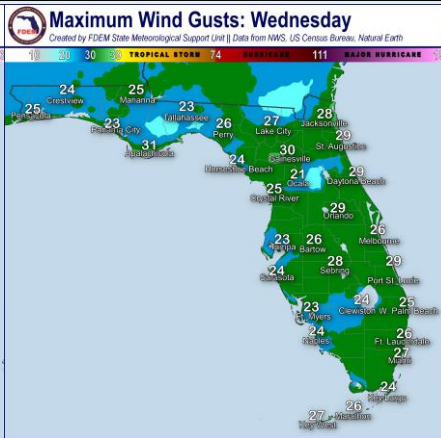 Maximum Wind Gusts: Wednesday
Created by FDEM State Meteorological Support Unit || Data from NWS, US Census Bureau, Natural Earth
FDEM
10 20 30 39 TROPICAL STORM 74 HURRICANE 111 MAJOR HURRICANE
24
Crestview
25
Marianna
25
Pensacola
23
Panama City
23
Tallahassee
31
Apalachicola
26
Perry
27
Lake City
28
Jacksonville
29
St. Augustine
30
Gainesville
24
Horseshoe Beach
21
Ocala
29
Daytona Beach
25
Crystal River
29
Orlando
26
Melbourne
23
Tampa
26
Bartow
28
Sebring
29
Port St. Lucie
24
Sarasota
23
Ft. Myers
24
Clewiston
25
W. Palm Beach
24
Naples
26
Ft. Lauderdale
27
Miami
24
Key Largo
26
Marathon
27
Key West